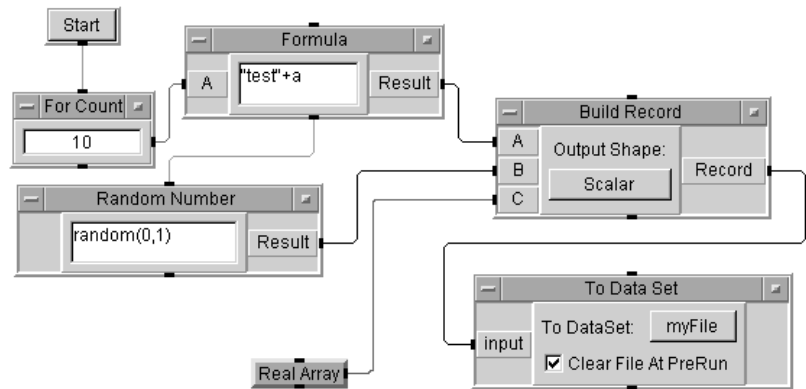 Start
Formula
A
"test"+a
Result
For Count
10
Random Number
random(0,1)
Result
Build Record
A
B
C
Output Shape:
Scalar
Record
To Data Set
input
To DataSet:
myFile
Clear File At PreRun
Real Array